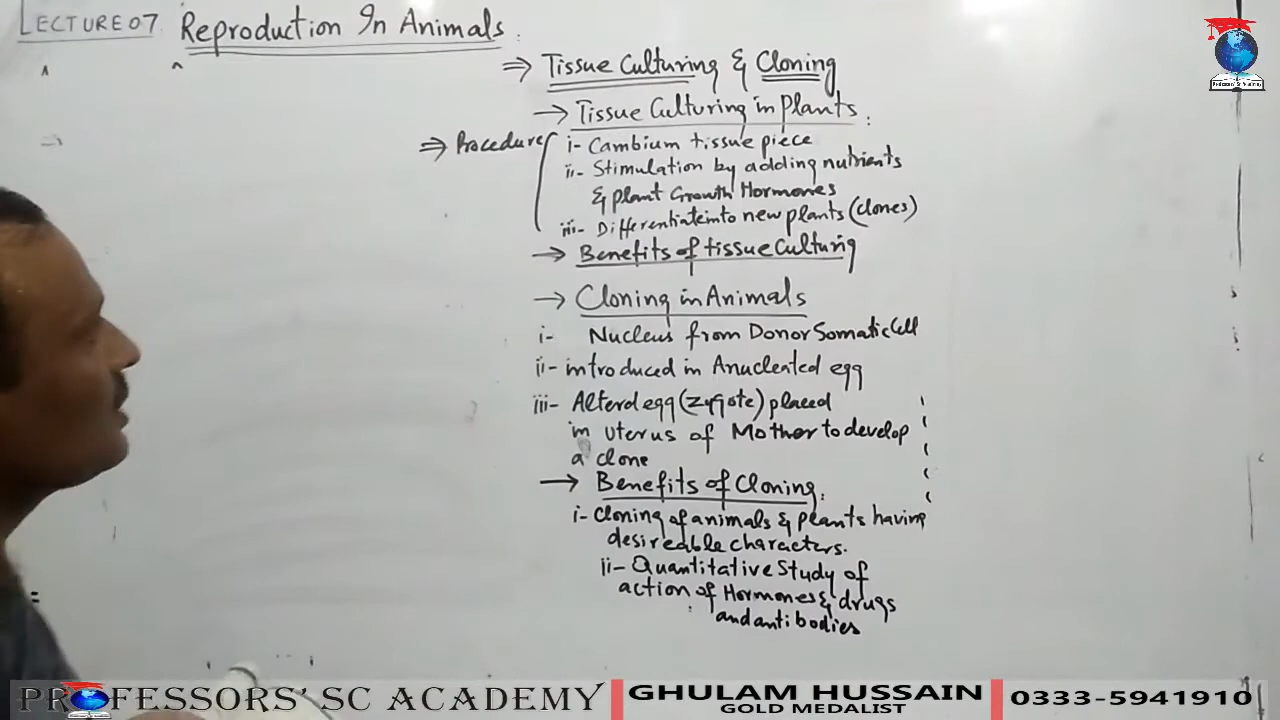 LECTURE 07 Reproduction In Animals
⇒ Tissue Culturing & Cloning
→ Tissue Culturing in Plants.
⇒ Procedure i- Cambium tissue piece
ii- Stimulation by adding nutrients
& plant Growth Hormones
iii- Differentiate into new plants (clones)
→ Benefits of tissue Culturing
→ Cloning in Animals
i- Nucleus from Donor Somatic Cell
ii- introduced in Anucleated egg
iii- Alterd egg (zygote) placed
in uterus of Mother to develop
a clone
→ Benefits of Cloning.
i- Cloning of animals & plants having
desireable characters.
ii- Quantitative Study of
action of Hormones & drugs
and antibodies
PROFESSORS' SC ACADEMY
GHULAM HUSSAIN
GOLD MEDALIST
0333-5941910